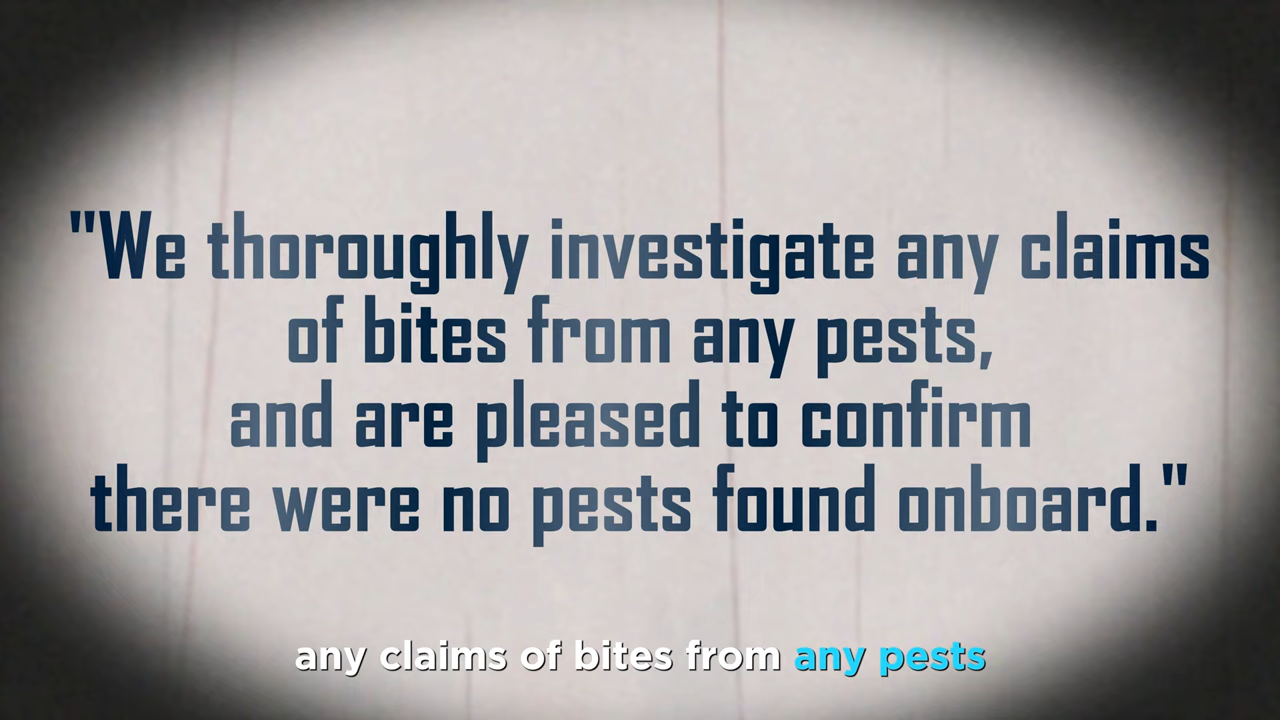 "We thoroughly investigate any claims
of bites from any pests,
and are pleased to confirm
there were no pests found onboard."
any claims of bites from any pests